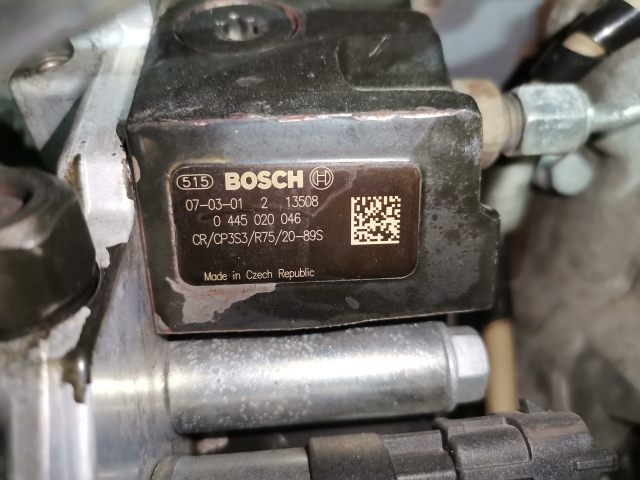 515 BOSCH
07-03-01 2 13508
0 445 020 046
CR/CP3S3/R75/20-89S
Made in Czech Republic